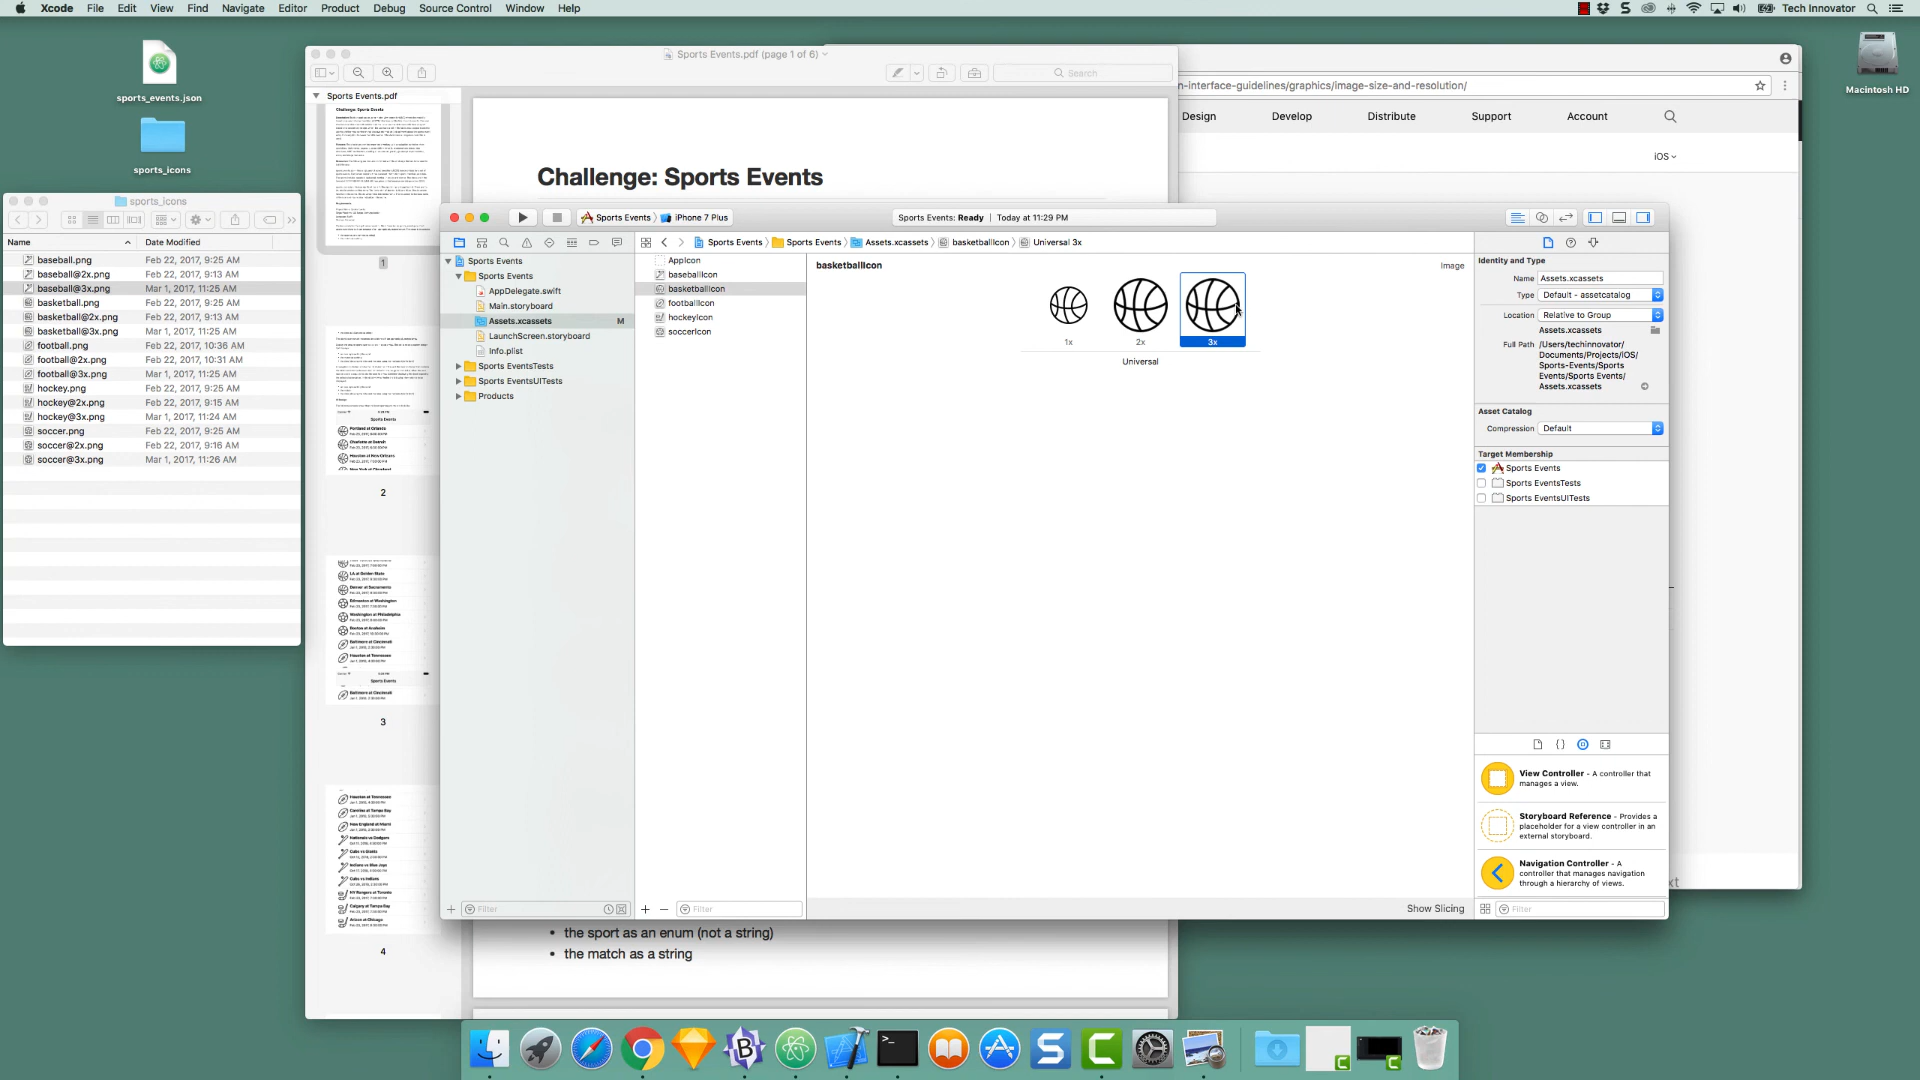 Xcode File Edit View Find Navigate Editor Product Debug Source Control Window Help
Tech Innovator
sports_events.json
sports_icons
Macintosh HD
Sports Events.pdf (page 1 of 6)
Search
Sports Events.pdf
1
2
3
4
Challenge: Sports Events
n-interface-guidelines/graphics/image-size-and-resolution/
Design Develop Distribute Support Account
iOS
sports_icons
Name Date Modified
baseball.png Feb 22, 2017, 9:25 AM
baseball@2x.png Feb 22, 2017, 9:13 AM
baseball@3x.png Mar 1, 2017, 11:25 AM
basketball.png Feb 22, 2017, 9:25 AM
basketball@2x.png Feb 22, 2017, 9:13 AM
basketball@3x.png Mar 1, 2017, 11:25 AM
football.png Feb 22, 2017, 10:36 AM
football@2x.png Feb 22, 2017, 10:31 AM
football@3x.png Mar 1, 2017, 11:25 AM
hockey.png Feb 22, 2017, 9:25 AM
hockey@2x.png Feb 22, 2017, 9:15 AM
hockey@3x.png Mar 1, 2017, 11:24 AM
soccer.png Feb 22, 2017, 9:25 AM
soccer@2x.png Feb 22, 2017, 9:16 AM
soccer@3x.png Mar 1, 2017, 11:26 AM
Sports Events iPhone 7 Plus
Sports Events: Ready | Today at 11:29 PM
Sports Events Sports Events Assets.xcassets basketballIcon Universal 3x
Sports Events
Sports Events
AppDelegate.swift
Main.storyboard
Assets.xcassets M
LaunchScreen.storyboard
Info.plist
Sports EventsTests
Sports EventsUITests
Products
AppIcon
baseballIcon
basketballIcon
footballIcon
hockeyIcon
soccerIcon
basketballIcon
Image
1x 2x 3x
Universal
Identity and Type
Name Assets.xcassets
Type Default - assetcatalog
Location Relative to Group
Assets.xcassets
Full Path /Users/techinnovator/
Documents/Projects/iOS/
Sports-Events/Sports
Events/Sports Events/
Assets.xcassets
Asset Catalog
Compression Default
Target Membership
Sports Events
Sports EventsTests
Sports EventsUITests
View Controller - A controller that
manages a view.
Storyboard Reference - Provides a
placeholder for a view controller in an
external storyboard.
Navigation Controller - A
controller that manages navigation
through a hierarchy of views.
Filter
Filter
Show Slicing
Filter
xt
• the sport as an enum (not a string)
• the match as a string